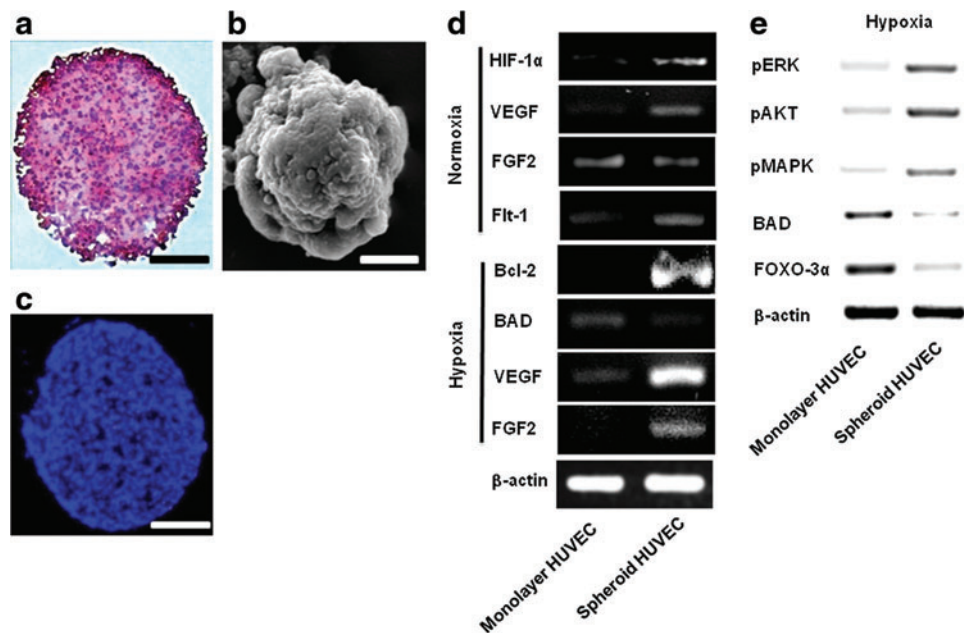 a
b
c
d
Normoxia
HIF-1α
VEGF
FGF2
Flt-1
Hypoxia
Bcl-2
BAD
VEGF
FGF2
β-actin
Monolayer HUVEC
Spheroid HUVEC
e
Hypoxia
pERK
pAKT
pMAPK
BAD
FOXO-3α
β-actin
Monolayer HUVEC
Spheroid HUVEC